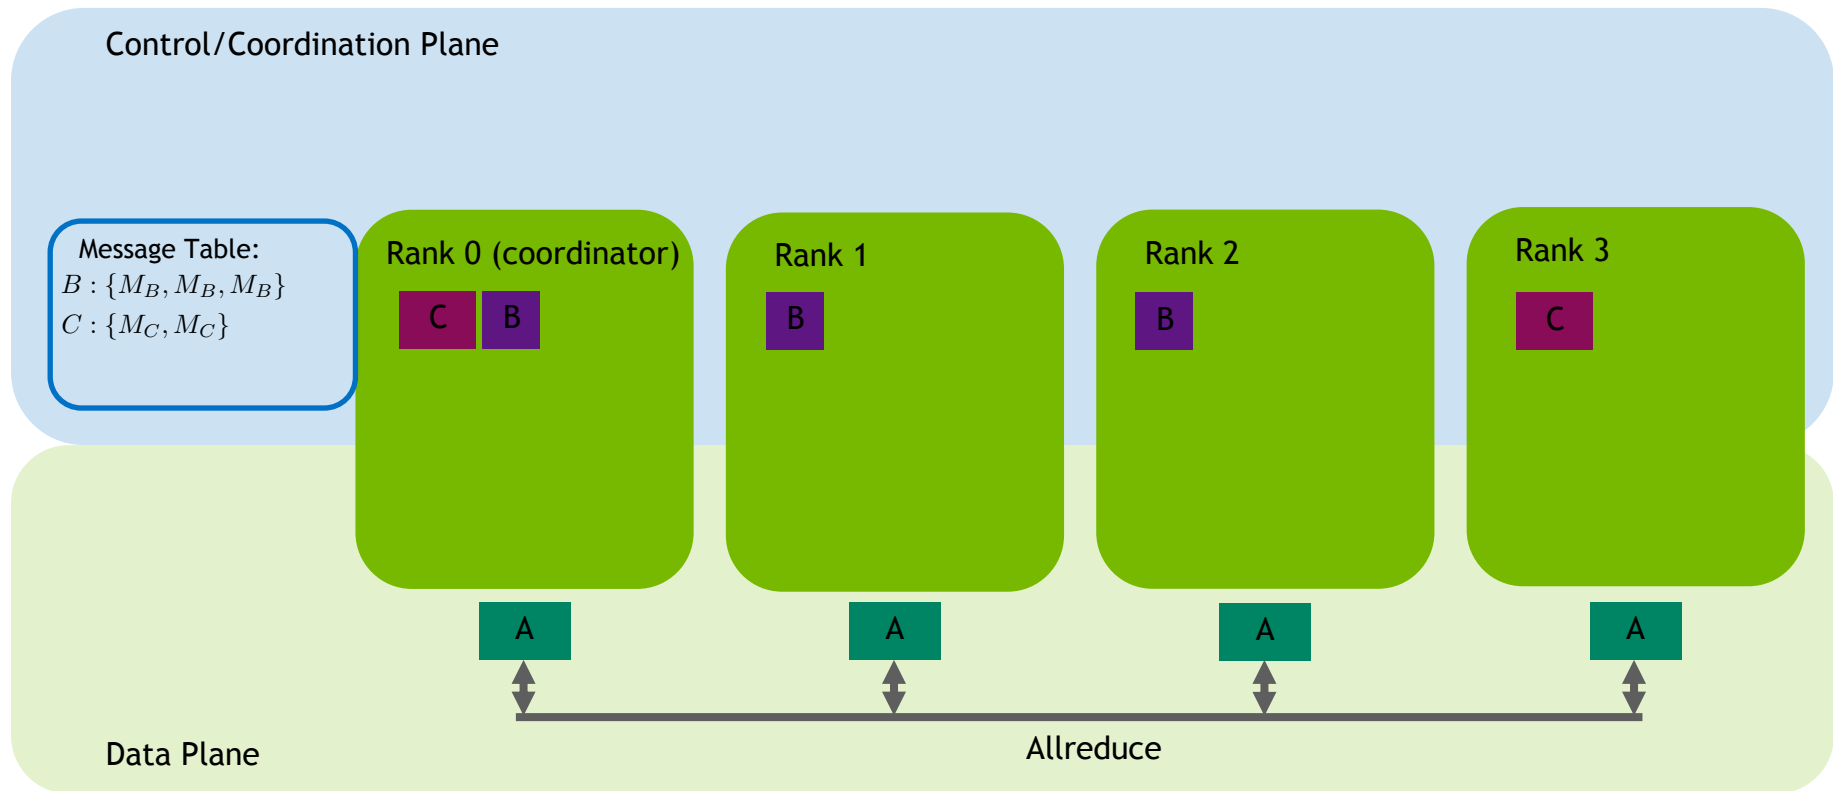 Control/Coordination Plane
Message Table:
B : {M_B, M_B, M_B}
C : {M_C, M_C}
Rank 0 (coordinator)
C B
Rank 1
B
Rank 2
B
Rank 3
C
A A A A
Allreduce
Data Plane